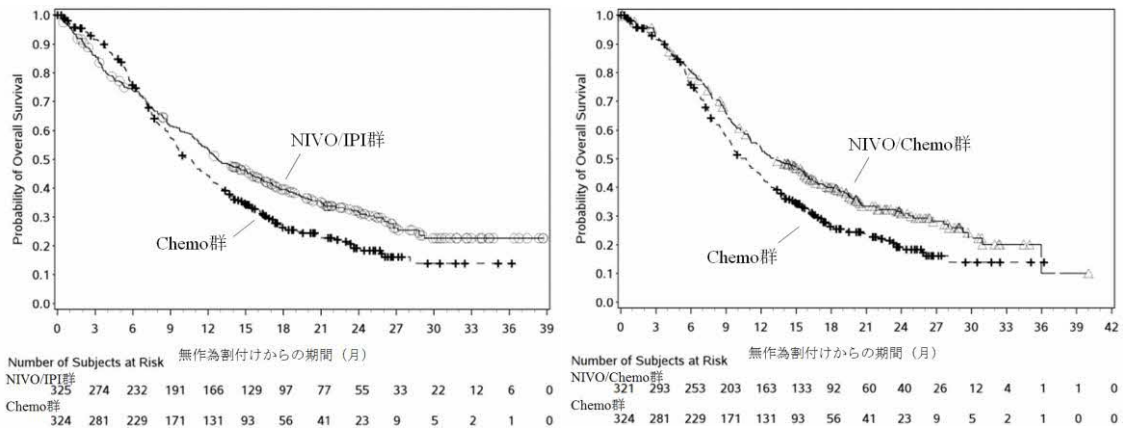 Probability of Overall Survival
1.0
0.9
0.8
0.7
0.6
0.5
0.4
0.3
0.2
0.1
0.0
NIVO/IPI群
Chemo群
0 3 6 9 12 15 18 21 24 27 30 33 36 39
無作為割付けからの期間（月）
Number of Subjects at Risk
NIVO/IPI群
325 274 232 191 166 129 97 77 55 33 22 12 6 0
Chemo群
324 281 229 171 131 93 56 41 23 9 5 2 1 0
Probability of Overall Survival
1.0
0.9
0.8
0.7
0.6
0.5
0.4
0.3
0.2
0.1
0.0
NIVO/Chemo群
Chemo群
0 3 6 9 12 15 18 21 24 27 30 33 36 39 42
無作為割付けからの期間（月）
Number of Subjects at Risk
NIVO/Chemo群
321 293 253 203 163 133 92 60 40 26 12 4 1 1 0
Chemo群
324 281 229 171 131 93 56 41 23 9 5 2 1 0 0